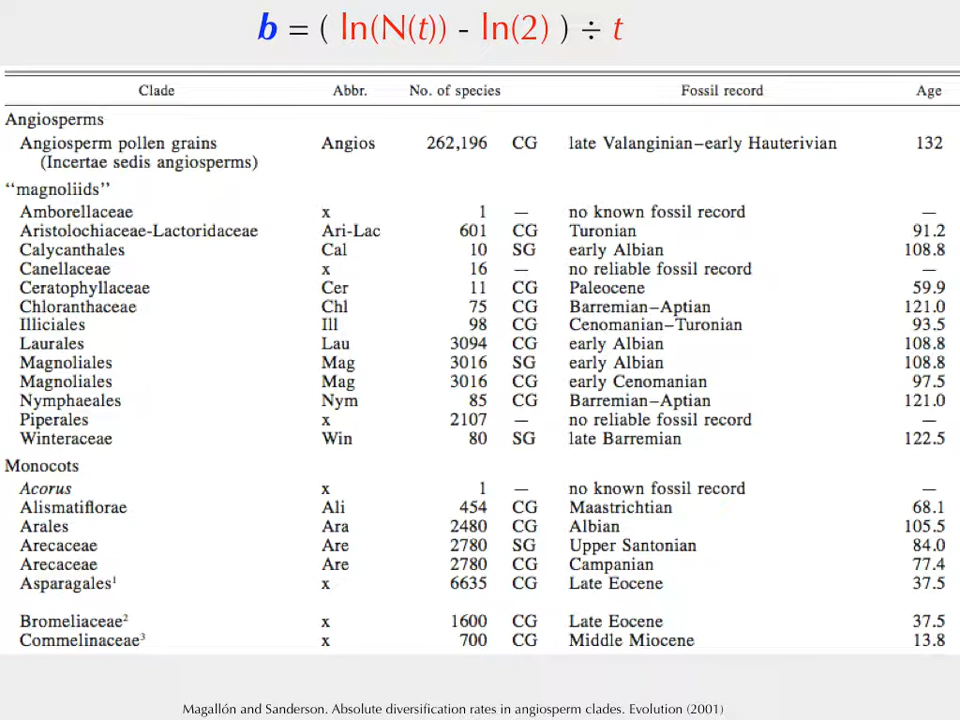 b = ( ln(N(t)) - ln(2) ) ÷ t
Clade Abbr. No. of species Fossil record Age
Angiosperms
Angiosperm pollen grains Angios 262,196 CG late Valanginian–early Hauterivian 132
(Incertae sedis angiosperms)
‘‘magnoliids’’
Amborellaceae x 1 — no known fossil record —
Aristolochiaceae-Lactoridaceae Ari-Lac 601 CG Turonian 91.2
Calycanthales Cal 10 SG early Albian 108.8
Canellaceae x 16 — no reliable fossil record —
Ceratophyllaceae Cer 11 CG Paleocene 59.9
Chloranthaceae Chl 75 CG Barremian–Aptian 121.0
Illiciales Ill 98 CG Cenomanian–Turonian 93.5
Laurales Lau 3094 CG early Albian 108.8
Magnoliales Mag 3016 SG early Albian 108.8
Magnoliales Mag 3016 CG early Cenomanian 97.5
Nymphaeales Nym 85 CG Barremian–Aptian 121.0
Piperales x 2107 — no reliable fossil record —
Winteraceae Win 80 SG late Barremian 122.5
Monocots
Acorus x 1 — no known fossil record —
Alismatiflorae Ali 454 CG Maastrichtian 68.1
Arales Ara 2480 CG Albian 105.5
Arecaceae Are 2780 SG Upper Santonian 84.0
Arecaceae Are 2780 CG Campanian 77.4
Asparagales¹ x 6635 CG Late Eocene 37.5
Bromeliaceae² x 1600 CG Late Eocene 37.5
Commelinaceae³ x 700 CG Middle Miocene 13.8
Magallón and Sanderson. Absolute diversification rates in angiosperm clades. Evolution (2001)